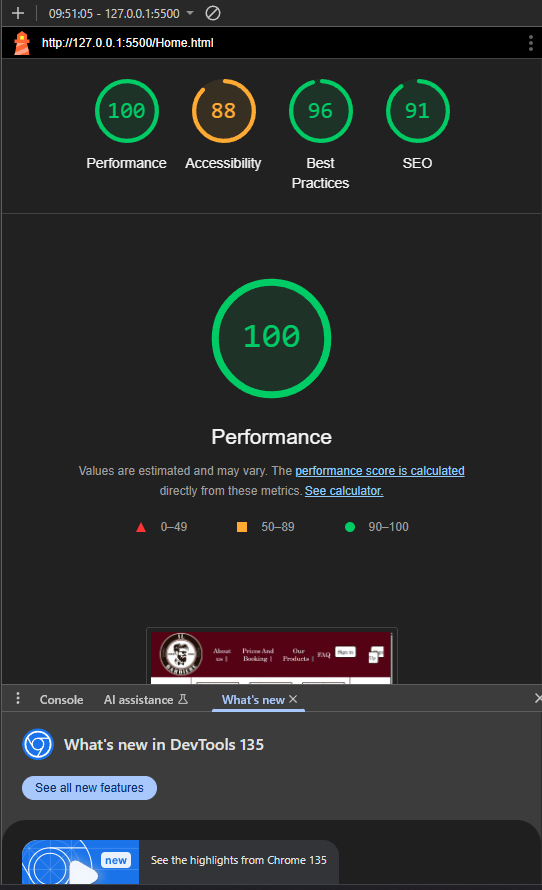 09:51:05 - 127.0.0.1:5500
http://127.0.0.1:5500/Home.html
100
88
96
91
Performance
Accessibility
Best
Practices
SEO
100
Performance
Values are estimated and may vary. The performance score is calculated
directly from these metrics. See calculator.
0–49
50–89
90–100
About
us |
Prices And
Booking |
Our
Products |
FAQ
Sign in
Up
Console
AI assistance
What's new
What's new in DevTools 135
See all new features
new
See the highlights from Chrome 135